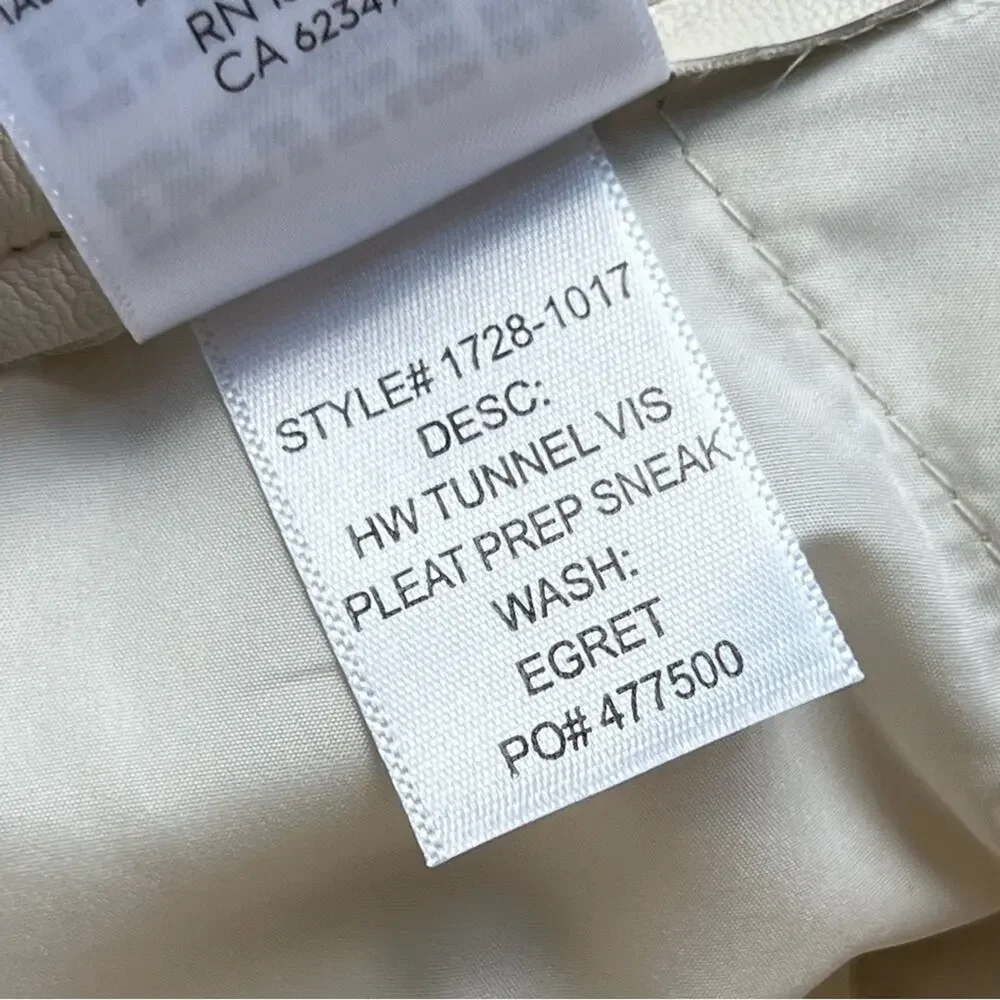 RN
CA 6234
STYLE# 1728-1017
DESC:
HW TUNNEL VIS
PLEAT PREP SNEAK
WASH:
EGRET
PO# 477500